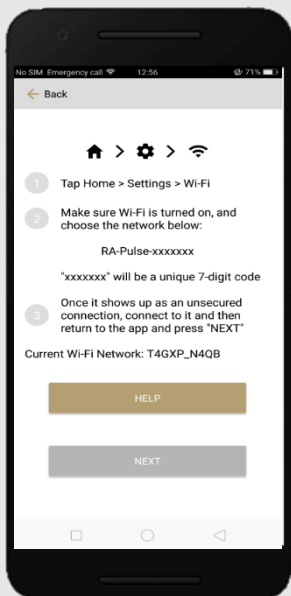 No SIM Emergency call 12:56 71%
Back
1 Tap Home > Settings > Wi-Fi
2 Make sure Wi-Fi is turned on, and
choose the network below:
RA-Pulse-xxxxxxx
"xxxxxxx" will be a unique 7-digit code
3 Once it shows up as an unsecured
connection, connect to it and then
return to the app and press "NEXT"
Current Wi-Fi Network: T4GXP_N4QB
HELP
NEXT